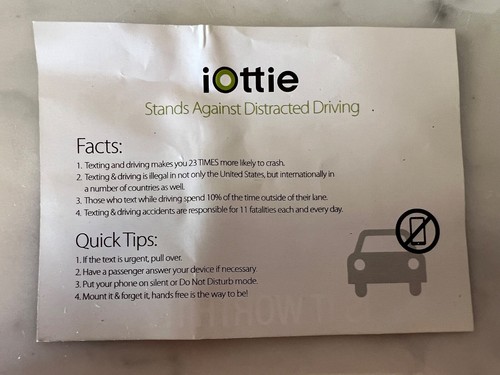 iOttie
Stands Against Distracted Driving
Facts:
1. Texting and driving makes you 23 TIMES more likely to crash.
2. Texting & driving is illegal in not only the United States, but internationally in
a number of countries as well.
3. Those who text while driving spend 10% of the time outside of their lane.
4. Texting & driving accidents are responsible for 11 fatalities each and every day.
Quick Tips:
1. If the text is urgent, pull over.
2. Have a passenger answer your device if necessary.
3. Put your phone on silent or Do Not Disturb mode.
4. Mount it & forget it, hands free is the way to be!